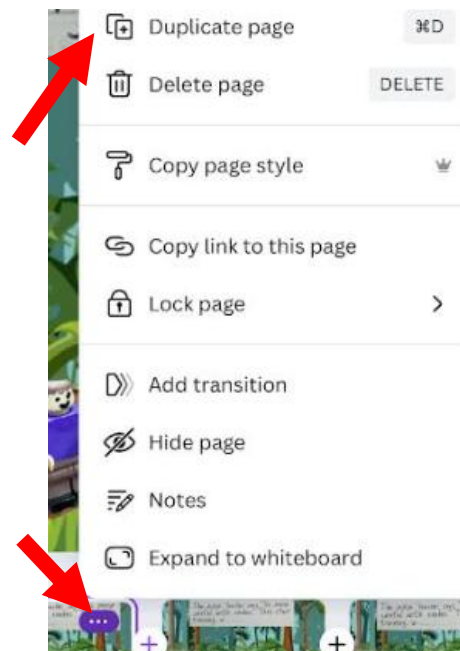 Duplicate page ⌘D
Delete page DELETE
Copy page style
Copy link to this page
Lock page
Add transition
Hide page
Notes
Expand to whiteboard